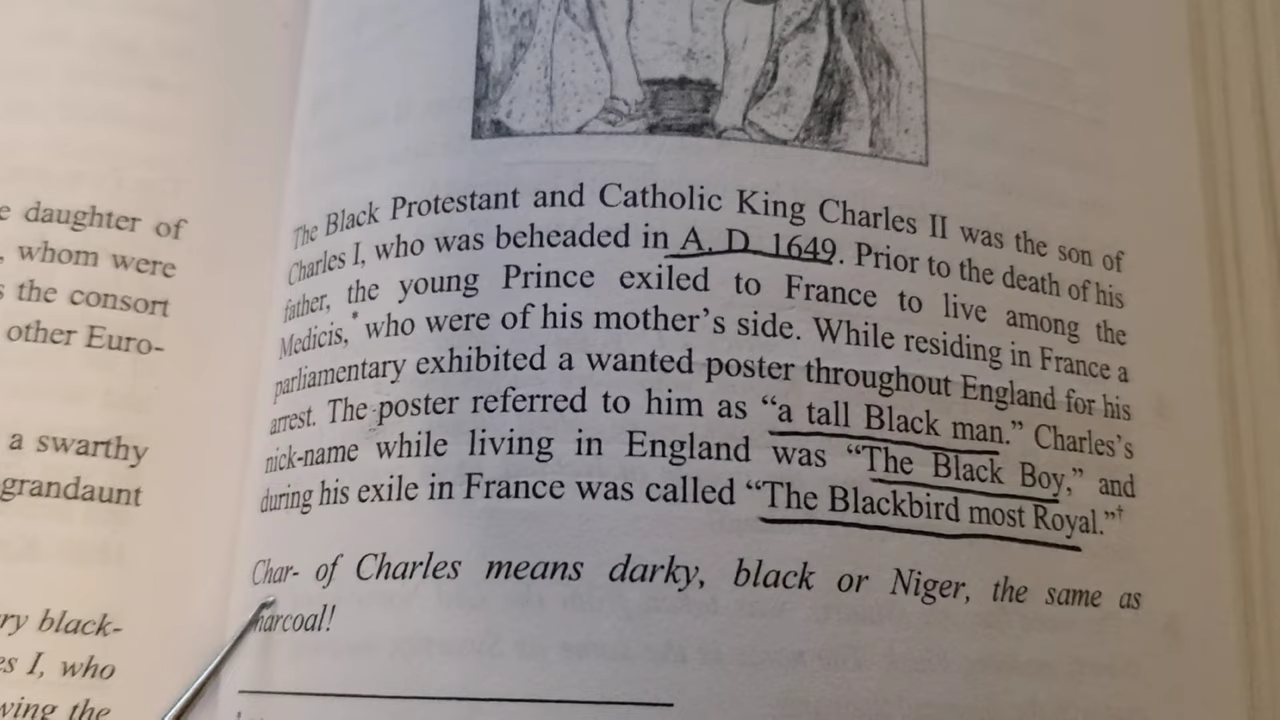 e daughter of
, whom were
s the consort
other Euro-
a swarthy
grandaunt
ry black-
es I, who
wing the
The Black Protestant and Catholic King Charles II was the son of
Charles I, who was beheaded in A. D. 1649. Prior to the death of his
father, the young Prince exiled to France to live among the
Medicis,* who were of his mother's side. While residing in France a
parliamentary exhibited a wanted poster throughout England for his
arrest. The poster referred to him as “a tall Black man.” Charles's
nick-name while living in England was “The Black Boy,” and
during his exile in France was called “The Blackbird most Royal.”†
Char- of Charles means darky, black or Niger, the same as
harcoal!